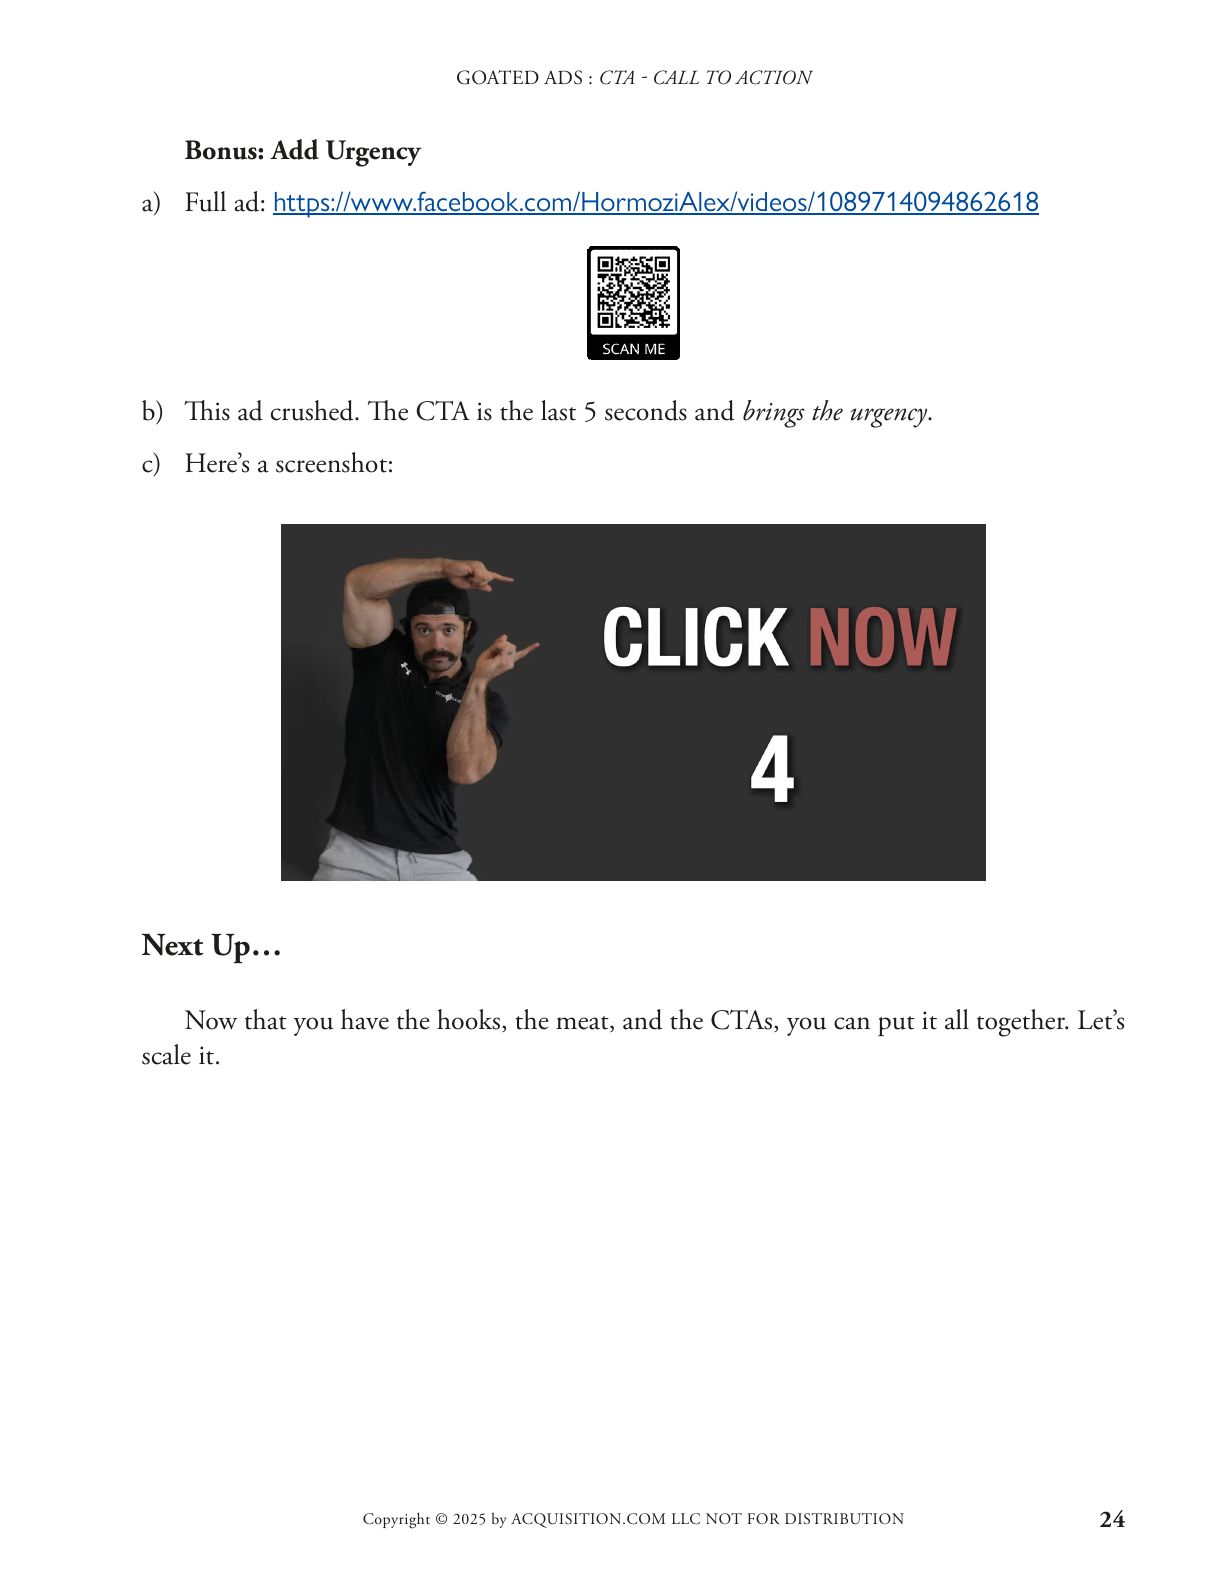 GOATED ADS : CTA - CALL TO ACTION
Bonus: Add Urgency
a) Full ad: https://www.facebook.com/HormoziAlex/videos/1089714094862618
SCAN ME
b) This ad crushed. The CTA is the last 5 seconds and brings the urgency.
c) Here’s a screenshot:
CLICK NOW
4
Next Up…
Now that you have the hooks, the meat, and the CTAs, you can put it all together. Let’s
scale it.
Copyright © 2025 by ACQUISITION.COM LLC NOT FOR DISTRIBUTION
24